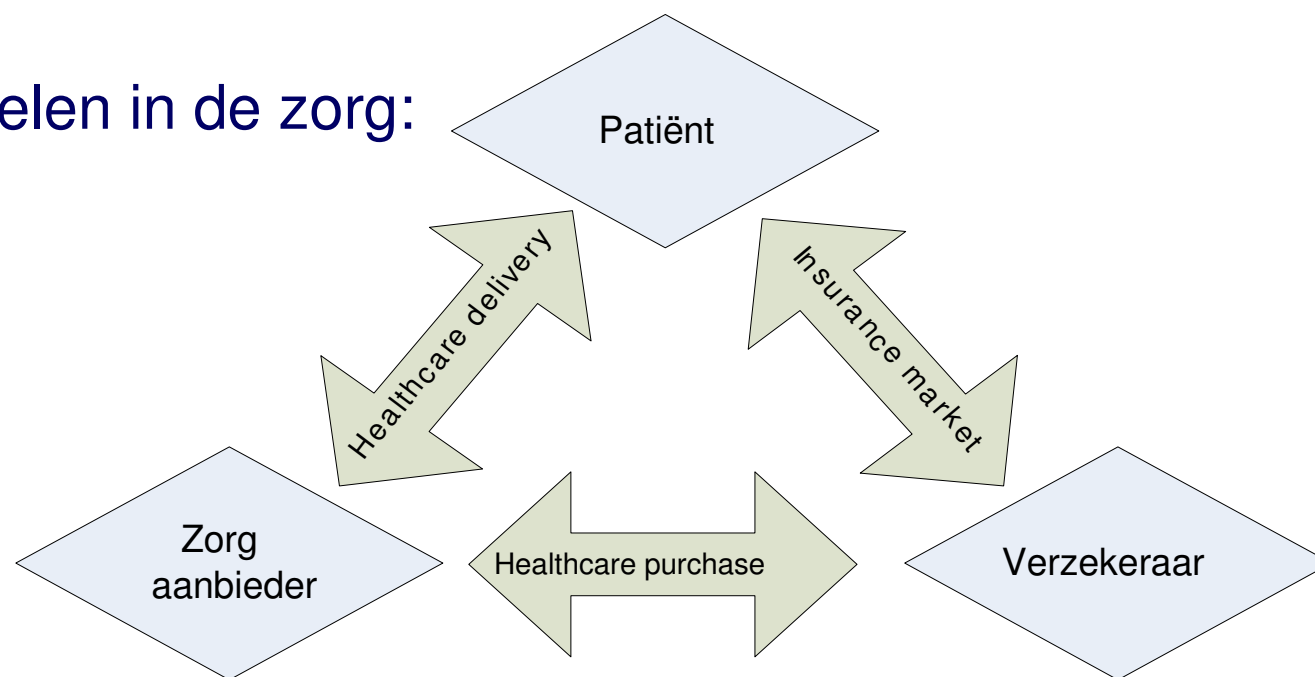 elen in de zorg:
Patiënt
Healthcare delivery
Insurance market
Zorg
aanbieder
Healthcare purchase
Verzekeraar